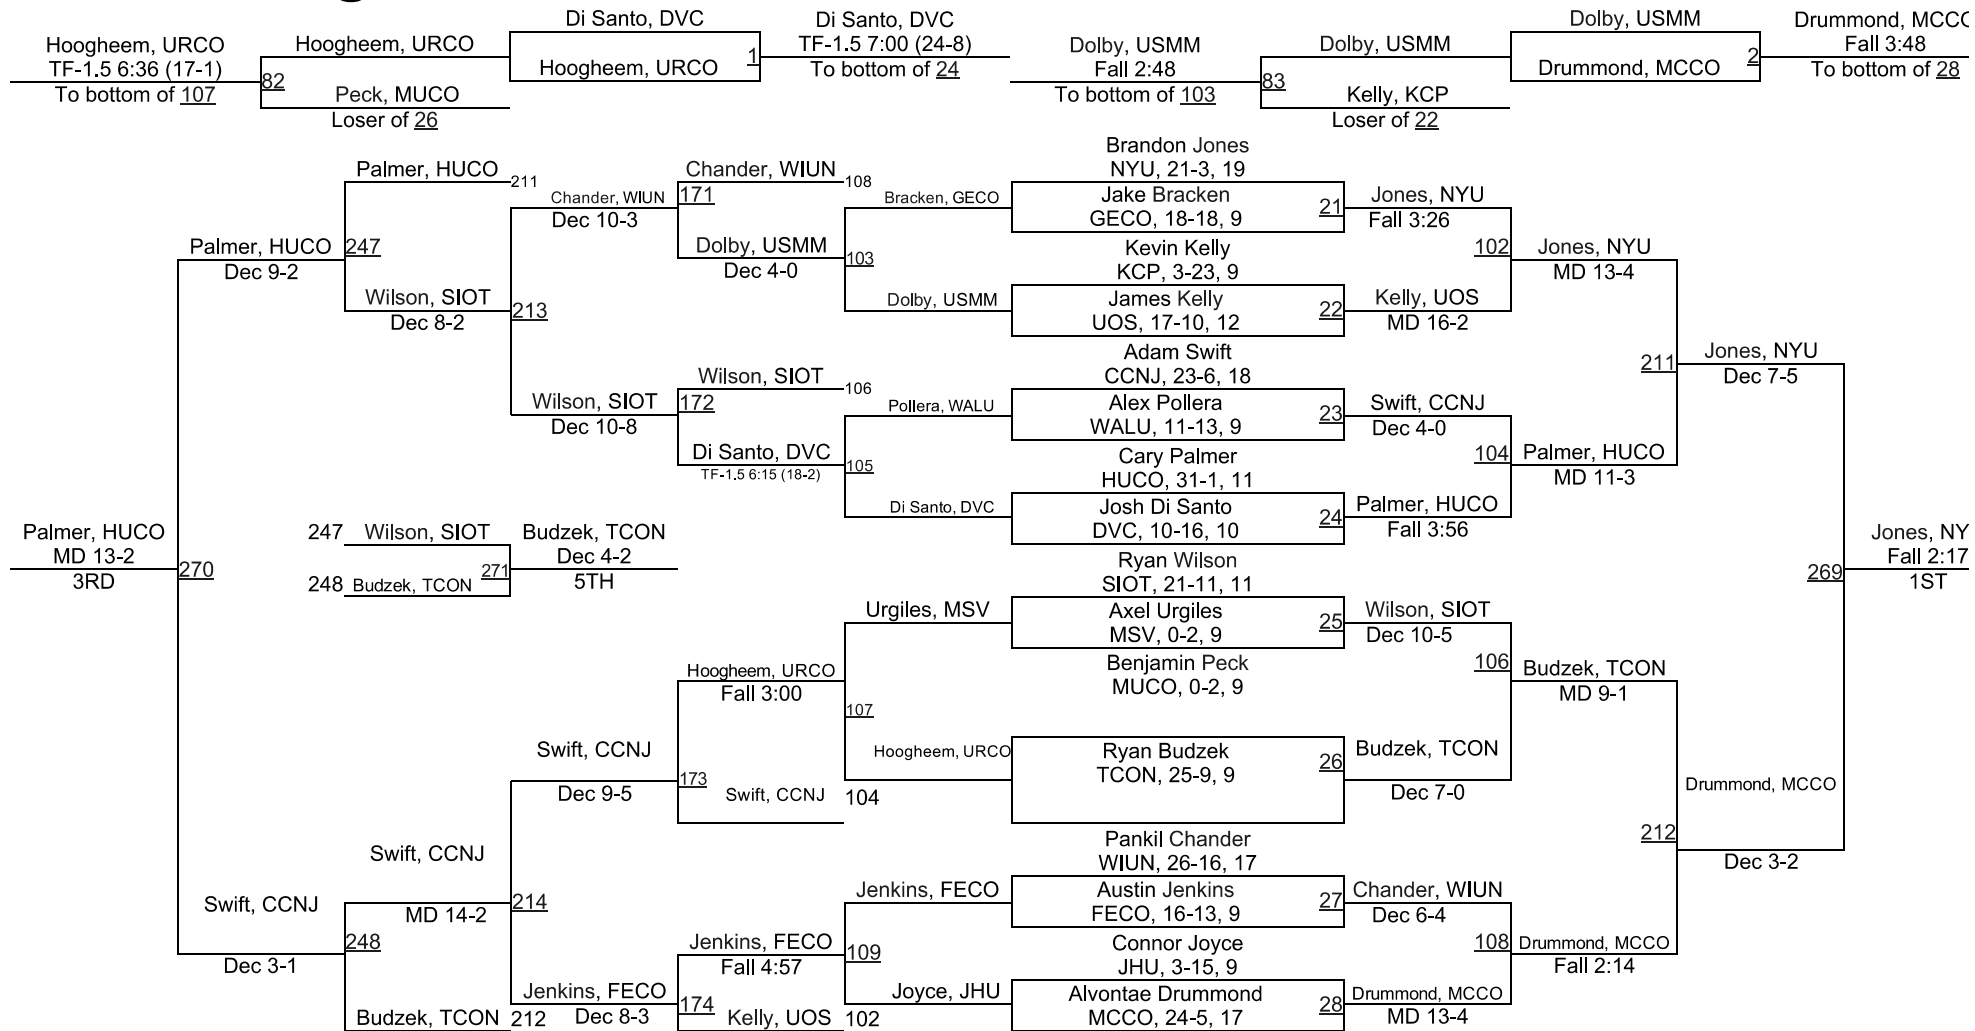 Di Santo, DVC
Di Santo, DVC
Dolby, USMM
Drummond, MCCO
Hoogheem, URCO
Hoogheem, URCO
TF-1.5 7:00 (24-8)
Dolby, USMM
Dolby, USMM
Fall 3:48
TF-1.5 6:36 (17-1)
82
Hoogheem, URCO
1
To bottom of 24
Fall 2:48
83
Drummond, MCCO
2
To bottom of 28
To bottom of 107
Peck, MUCO
To bottom of 103
Kelly, KCP
Loser of 26
Loser of 22
Brandon Jones
NYU, 21-3, 19
Jake Bracken
GECO, 18-18, 9
21
Kevin Kelly
KCP, 3-23, 9
James Kelly
UOS, 17-10, 12
22
Adam Swift
CCNJ, 23-6, 18
Alex Pollera
WALU, 11-13, 9
23
Cary Palmer
HUCO, 31-1, 11
Josh Di Santo
DVC, 10-16, 10
24
Ryan Wilson
SIOT, 21-11, 11
Axel Urgiles
MSV, 0-2, 9
25
Benjamin Peck
MUCO, 0-2, 9
Ryan Budzek
TCON, 25-9, 9
26
Pankil Chander
WIUN, 26-16, 17
Austin Jenkins
FECO, 16-13, 9
27
Connor Joyce
JHU, 3-15, 9
Alvontae Drummond
MCCO, 24-5, 17
28
Jones, NYU
Fall 3:26
102
Kelly, UOS
MD 16-2
Swift, CCNJ
Dec 4-0
104
Palmer, HUCO
Fall 3:56
Wilson, SIOT
Dec 10-5
106
Budzek, TCON
Dec 7-0
Chander, WIUN
Dec 6-4
108
Drummond, MCCO
MD 13-4
Jones, NYU
MD 13-4
211
Palmer, HUCO
MD 11-3
Budzek, TCON
MD 9-1
212
Drummond, MCCO
Fall 2:14
Jones, NYU
Dec 7-5
269
Drummond, MCCO
Dec 3-2
Jones, NY
Fall 2:17
1ST
Bracken, GECO
103
Dolby, USMM
Pollera, WALU
105
Di Santo, DVC
Urgiles, MSV
107
Hoogheem, URCO
Jenkins, FECO
109
Joyce, JHU
Chander, WIUN
108
171
Dolby, USMM
Dec 4-0
Wilson, SIOT
106
172
Di Santo, DVC
TF-1.5 6:15 (18-2)
Hoogheem, URCO
Fall 3:00
173
Swift, CCNJ
104
Jenkins, FECO
Fall 4:57
174
Kelly, UOS
102
Chander, WIUN
Dec 10-3
213
Wilson, SIOT
Dec 10-8
Swift, CCNJ
Dec 9-5
214
Jenkins, FECO
Dec 8-3
Palmer, HUCO
211
247
Wilson, SIOT
Dec 8-2
Swift, CCNJ
MD 14-2
248
Budzek, TCON
212
Palmer, HUCO
Dec 9-2
270
Swift, CCNJ
Dec 3-1
Palmer, HUCO
MD 13-2
3RD
247
Wilson, SIOT
271
248
Budzek, TCON
Budzek, TCON
Dec 4-2
5TH